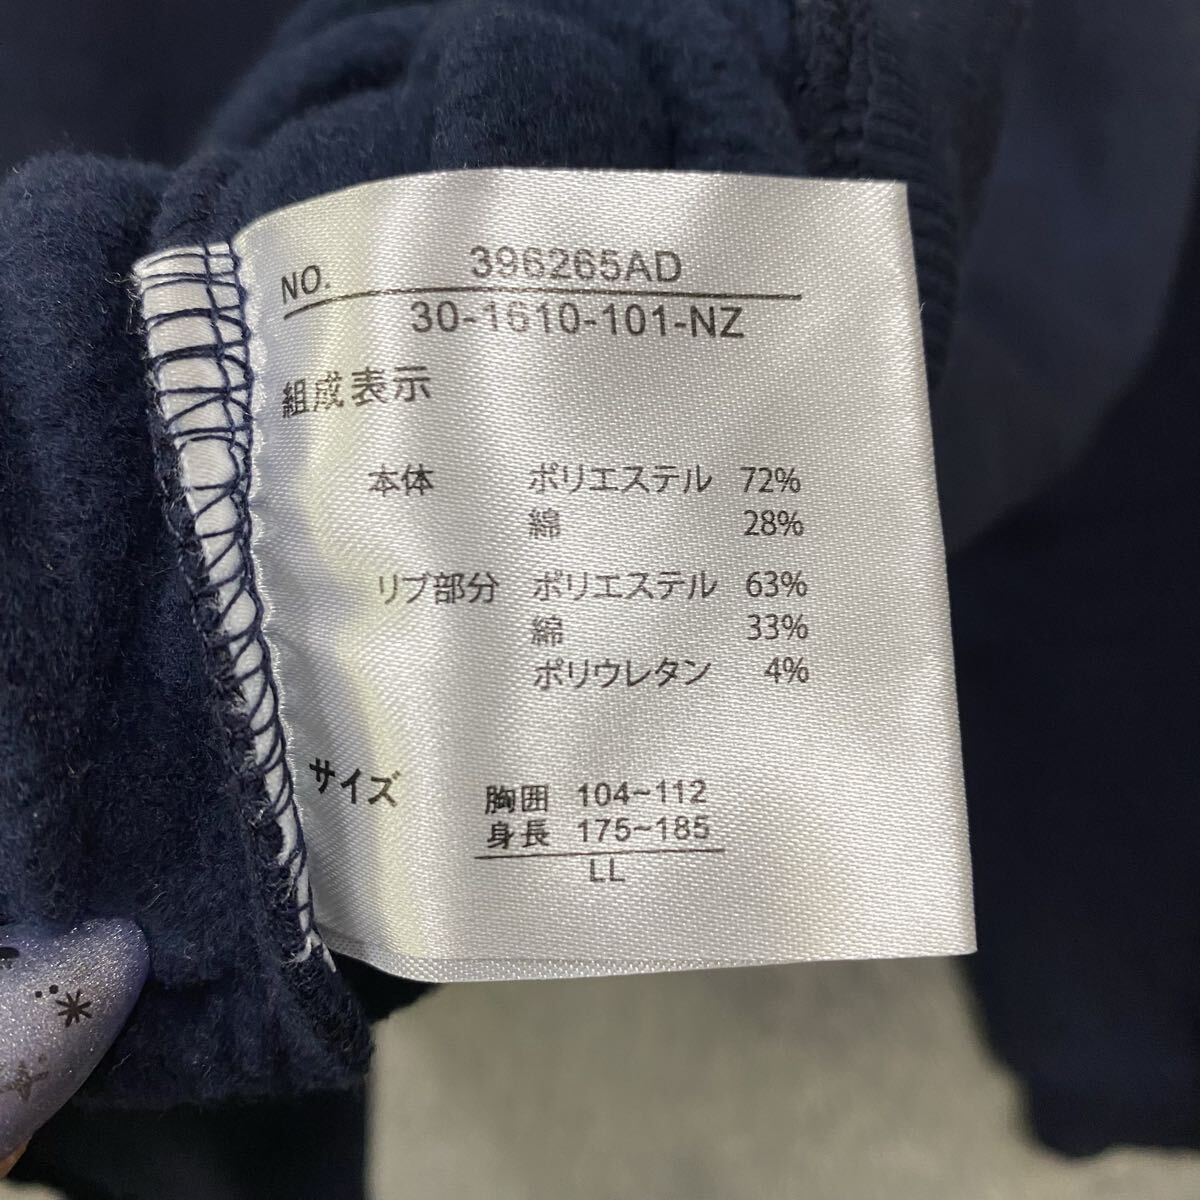 NO. 396265AD
30-1610-101-NZ
組成表示
本体 ポリエステル 72%
綿 28%
リブ部分 ポリエステル 63%
綿 33%
ポリウレタン 4%
サイズ
胸囲 104~112
身長 175~185
LL